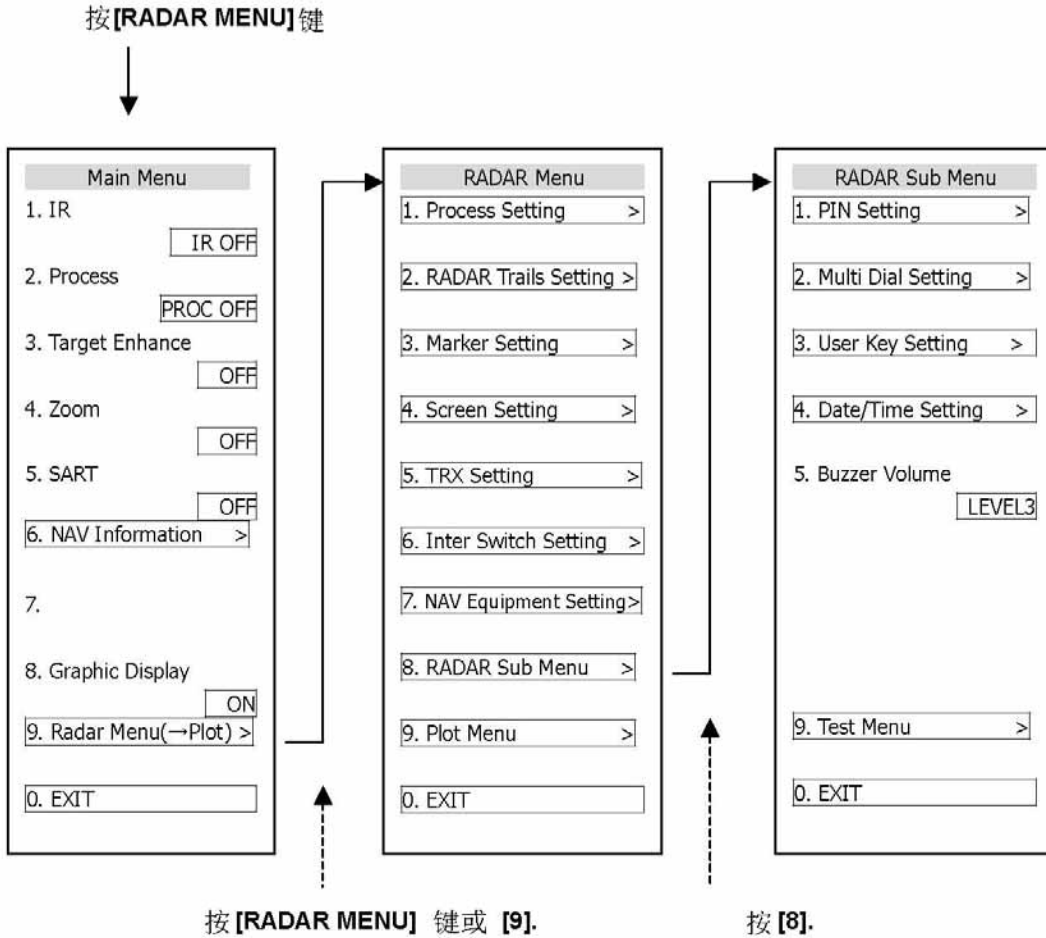 按[RADAR MENU]键
Main Menu
1. IR
IR OFF
2. Process
PROC OFF
3. Target Enhance
OFF
4. Zoom
OFF
5. SART
OFF
6. NAV Information >
7.
8. Graphic Display
ON
9. Radar Menu(→Plot) >
0. EXIT
RADAR Menu
1. Process Setting >
2. RADAR Trails Setting >
3. Marker Setting >
4. Screen Setting >
5. TRX Setting >
6. Inter Switch Setting >
7. NAV Equipment Setting>
8. RADAR Sub Menu >
9. Plot Menu >
0. EXIT
RADAR Sub Menu
1. PIN Setting >
2. Multi Dial Setting >
3. User Key Setting >
4. Date/Time Setting >
5. Buzzer Volume
LEVEL3
9. Test Menu >
0. EXIT
按 [RADAR MENU] 键或 [9].
按 [8].